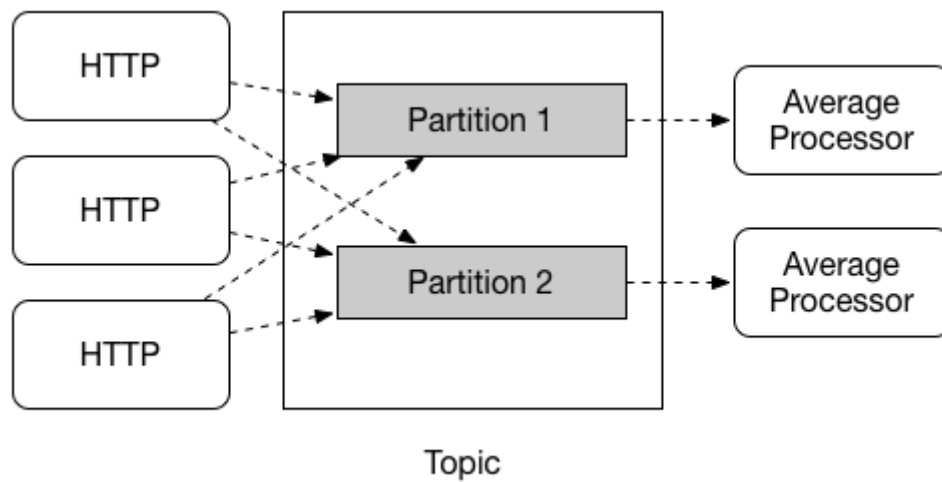 HTTP
HTTP
HTTP
Partition 1
Partition 2
Average
Processor
Average
Processor
Topic